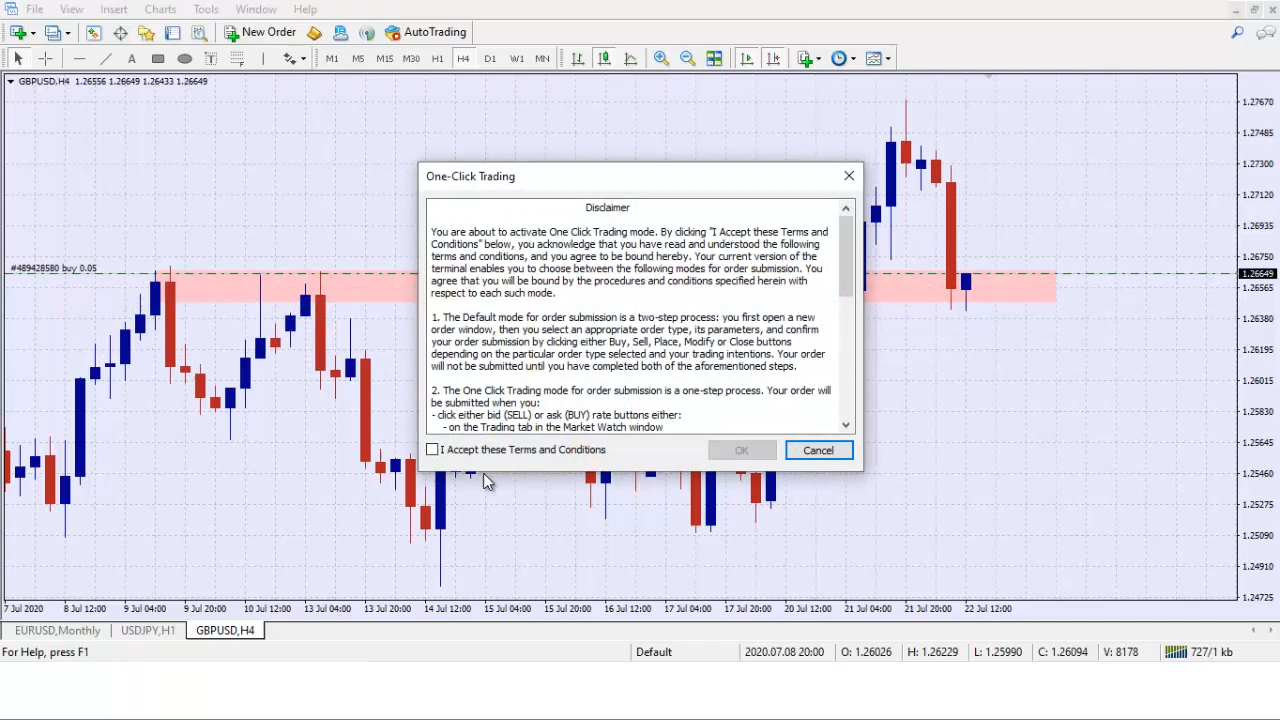 File View Insert Charts Tools Window Help
New Order AutoTrading
A T M1 M5 M15 M30 H1 H4 D1 W1 MN
GBPUSD,H4 1.26556 1.26649 1.26433 1.26649
1.27670
1.27485
1.27300
1.27120
1.26935
1.26750
#489428580 buy 0.05
1.26649
1.26565
1.26380
1.26195
1.26015
1.25830
1.25645
1.25460
1.25275
1.25090
1.24910
1.24725
One-Click Trading
Disclaimer
You are about to activate One Click Trading mode. By clicking "I Accept these Terms and
Conditions" below, you acknowledge that you have read and understood the following
terms and conditions, and you agree to be bound hereby. Your current version of the
terminal enables you to choose between the following modes for order submission. You
agree that you will be bound by the procedures and conditions specified herein with
respect to each such mode.
1. The Default mode for order submission is a two-step process: you first open a new
order window, then you select an appropriate order type, its parameters, and confirm
your order submission by clicking either Buy, Sell, Place, Modify or Close buttons
depending on the particular order type selected and your trading intentions. Your order
will not be submitted until you have completed both of the aforementioned steps.
2. The One Click Trading mode for order submission is a one-step process. Your order will
be submitted when you:
- click either bid (SELL) or ask (BUY) rate buttons either:
- on the Trading tab in the Market Watch window
I Accept these Terms and Conditions OK Cancel
7 Jul 2020 8 Jul 12:00 9 Jul 04:00 9 Jul 20:00 10 Jul 12:00 13 Jul 04:00 13 Jul 20:00 14 Jul 12:00 15 Jul 04:00 15 Jul 20:00 16 Jul 12:00 17 Jul 04:00 17 Jul 20:00 20 Jul 12:00 21 Jul 04:00 21 Jul 20:00 22 Jul 12:00
EURUSD,Monthly USDJPY,H1 GBPUSD,H4
For Help, press F1 Default 2020.07.08 20:00 O: 1.26026 H: 1.26229 L: 1.25990 C: 1.26094 V: 8178 727/1 kb